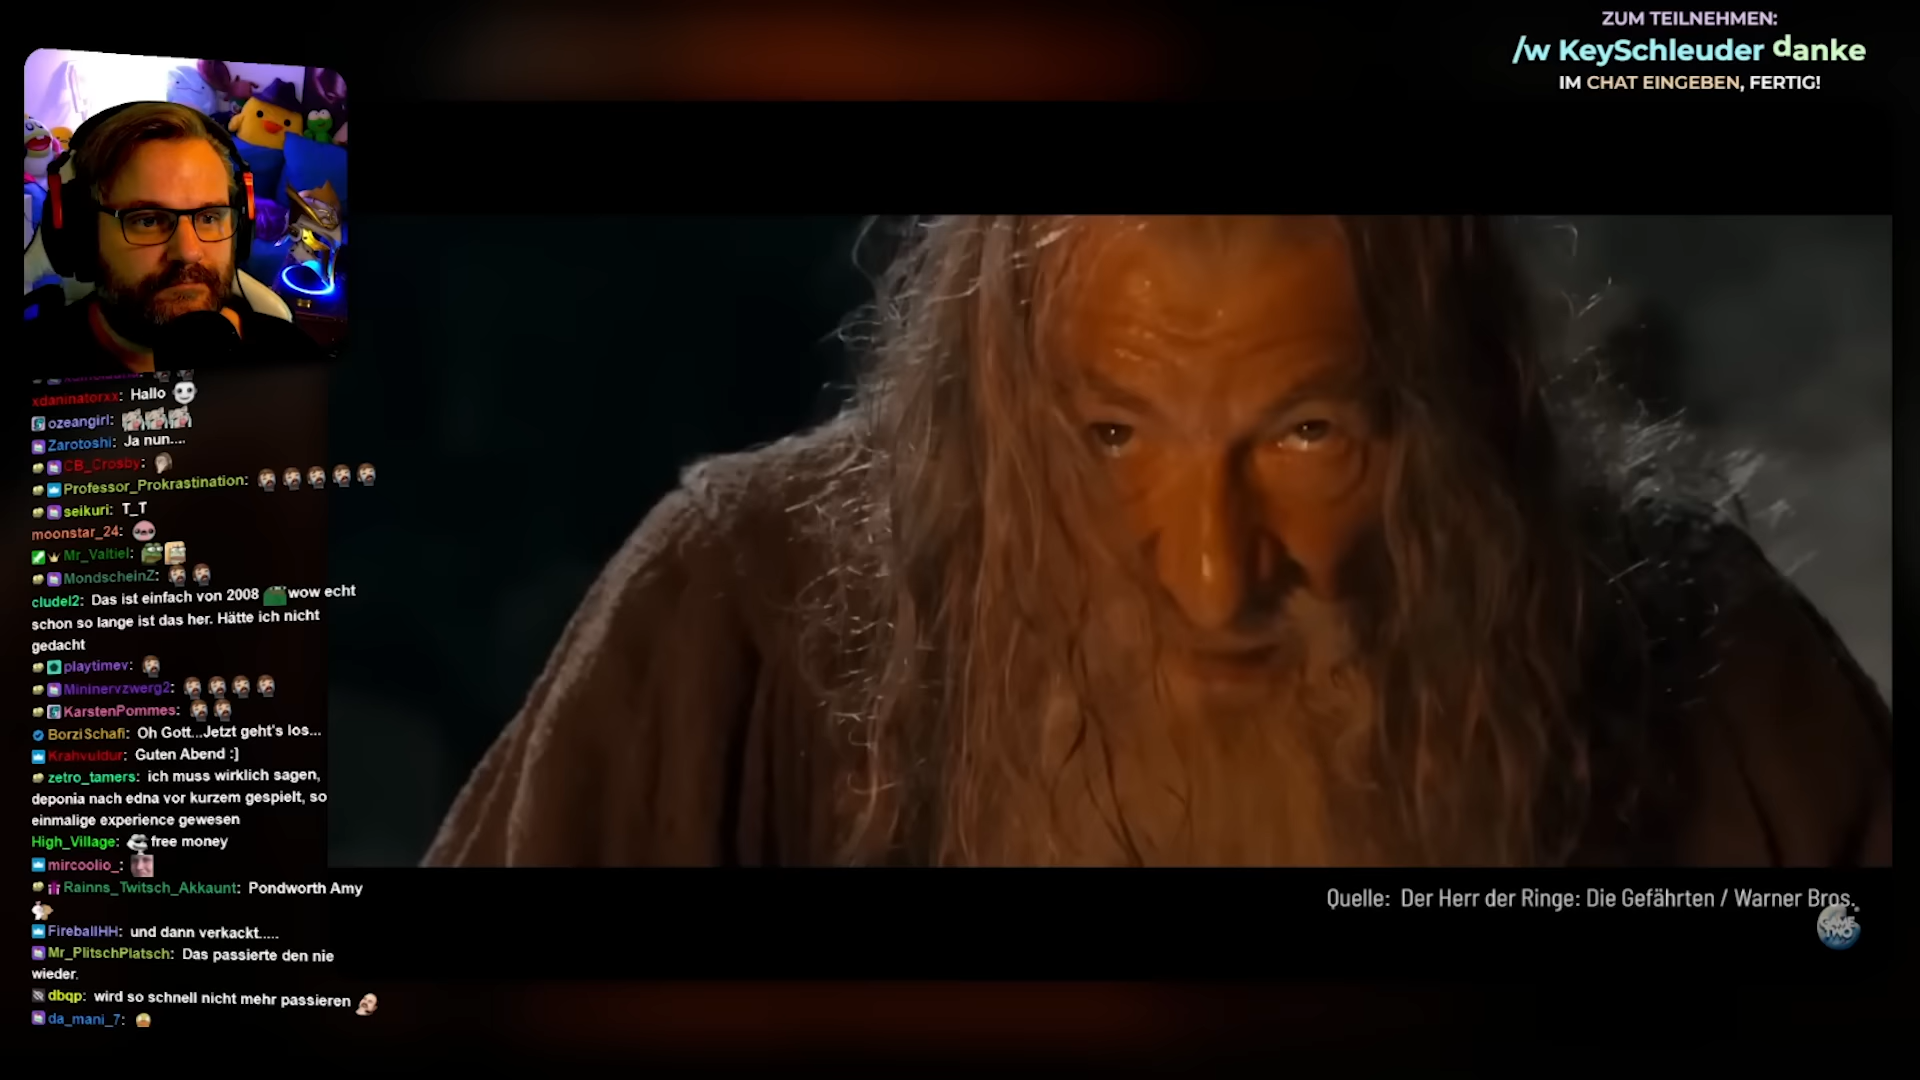 ZUM TEILNEHMEN:
/w KeySchleuder danke
IM CHAT EINGEBEN, FERTIG!
xdaninatorxx: Hallo
ozeangirl:
Zarotoshi: Ja nun....
CB_Crosby:
Professor_Prokrastination:
seikuri: T_T
moonstar_24:
Mr_Valtiel:
MondscheinZ:
cludel2: Das ist einfach von 2008 wow echt
schon so lange ist das her. Hätte ich nicht
gedacht
playtimev:
Mininervzwerg2:
KarstenPommes:
BorziSchafi: Oh Gott...Jetzt geht's los...
Krahvuldur: Guten Abend :]
zetro_tamers: ich muss wirklich sagen,
deponia nach edna vor kurzem gespielt, so
einmalige experience gewesen
High_Village: free money
mircoolio_:
Rainns_Twitsch_Akkaunt: Pondworth Amy
FireballHH: und dann verkackt.....
Mr_PlitschPlatsch: Das passierte den nie
wieder.
dbqp: wird so schnell nicht mehr passieren
da_mani_7:
Quelle: Der Herr der Ringe: Die Gefährten / Warner Bros.
GAME
TWO